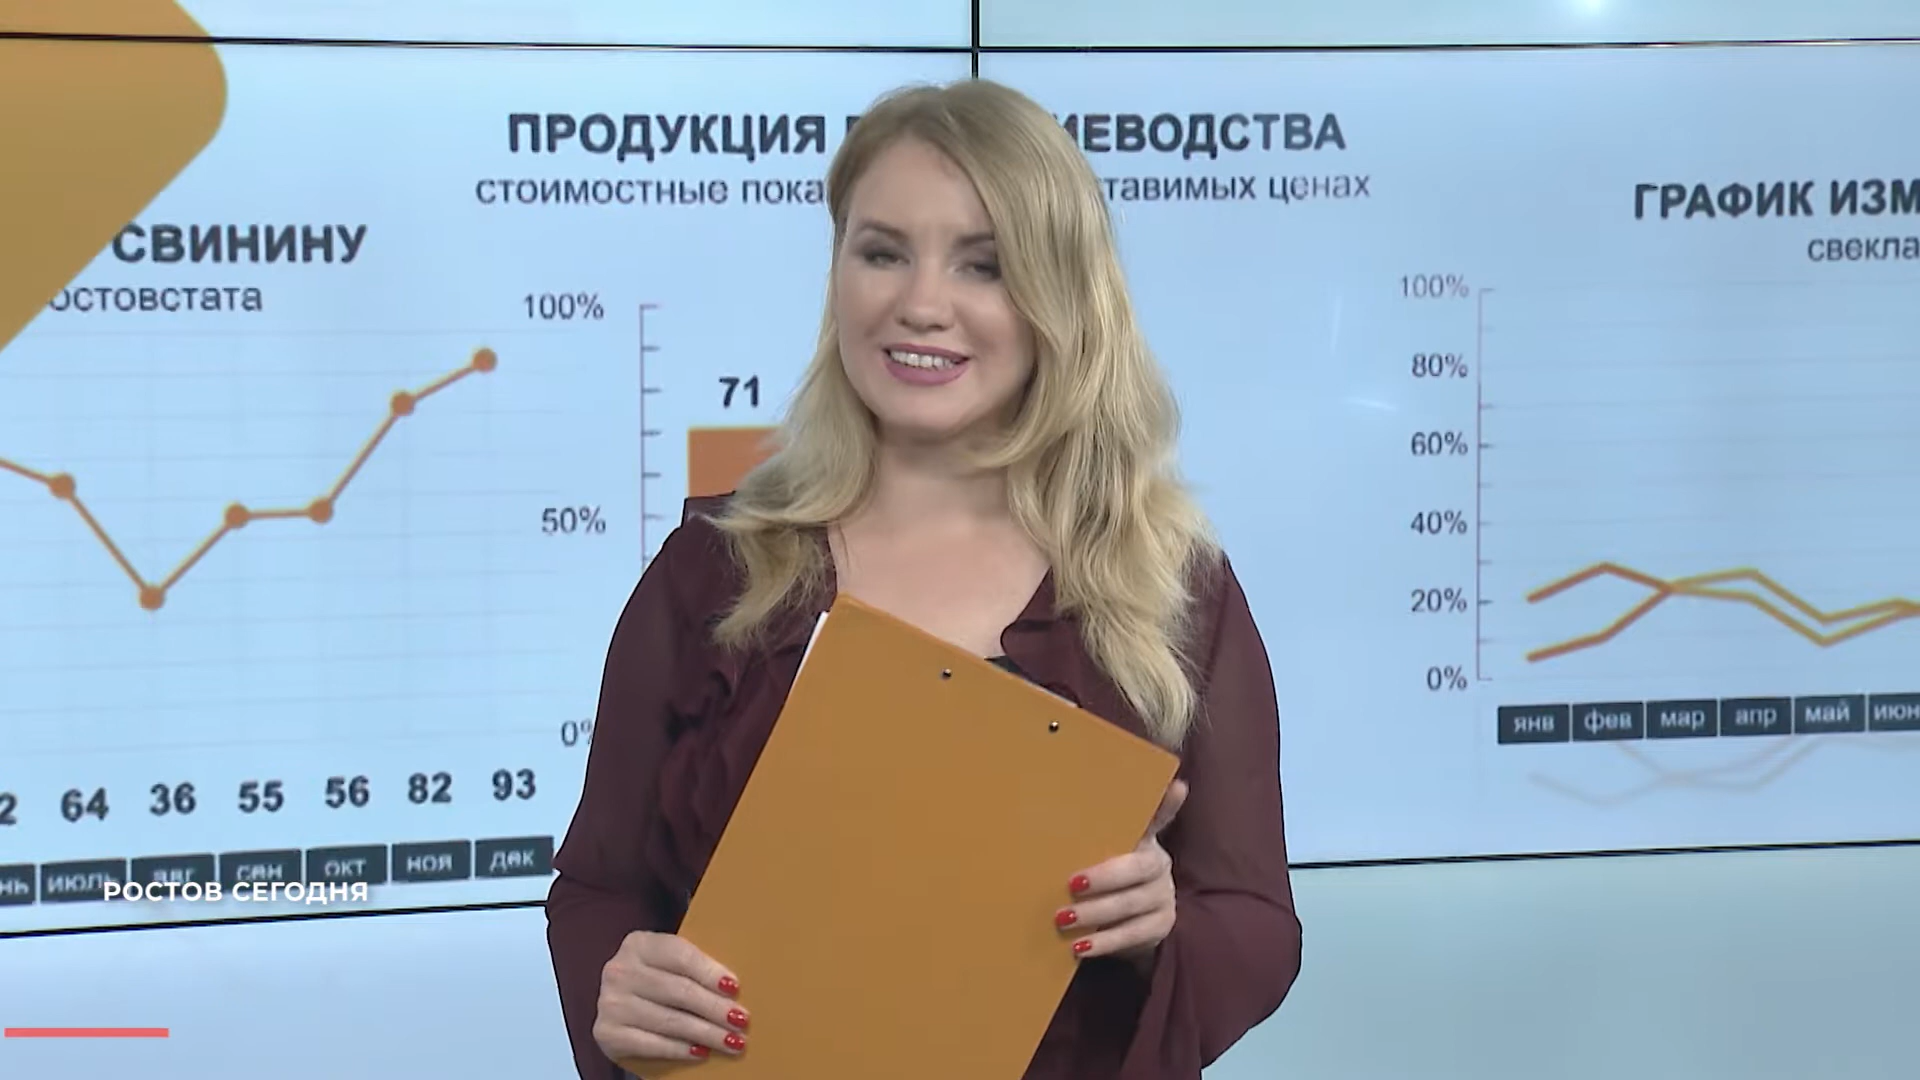 ПРОДУКЦИЯ
ЕВОДСТВА
стоимостные пока
тавимых ценах
СВИНИНУ
остовстата
ГРАФИК ИЗМ
свекла
100%
71
50%
0%
100%
80%
60%
40%
20%
0%
2 64 36 55 56 82 93
нь июль авг сен окт ноя дек
янв фев мар апр май июн
РОСТОВ СЕГОДНЯ